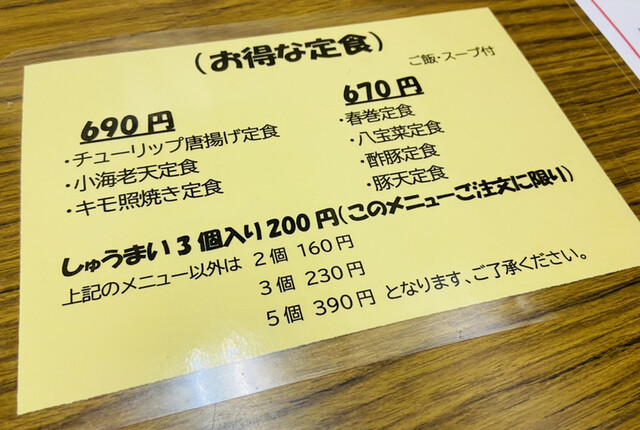 (お得な定食)
ご飯・スープ付
690円
・チューリップ唐揚げ定食
・小海老天定食
・キモ照焼き定食
670円
・春巻定食
・八宝菜定食
・酢豚定食
・豚天定食
しゅうまい3個入り200円(このメニューご注文に限り)
上記のメニュー以外は 2個 160円
3個 230円
5個 390円 となります、ご了承ください。